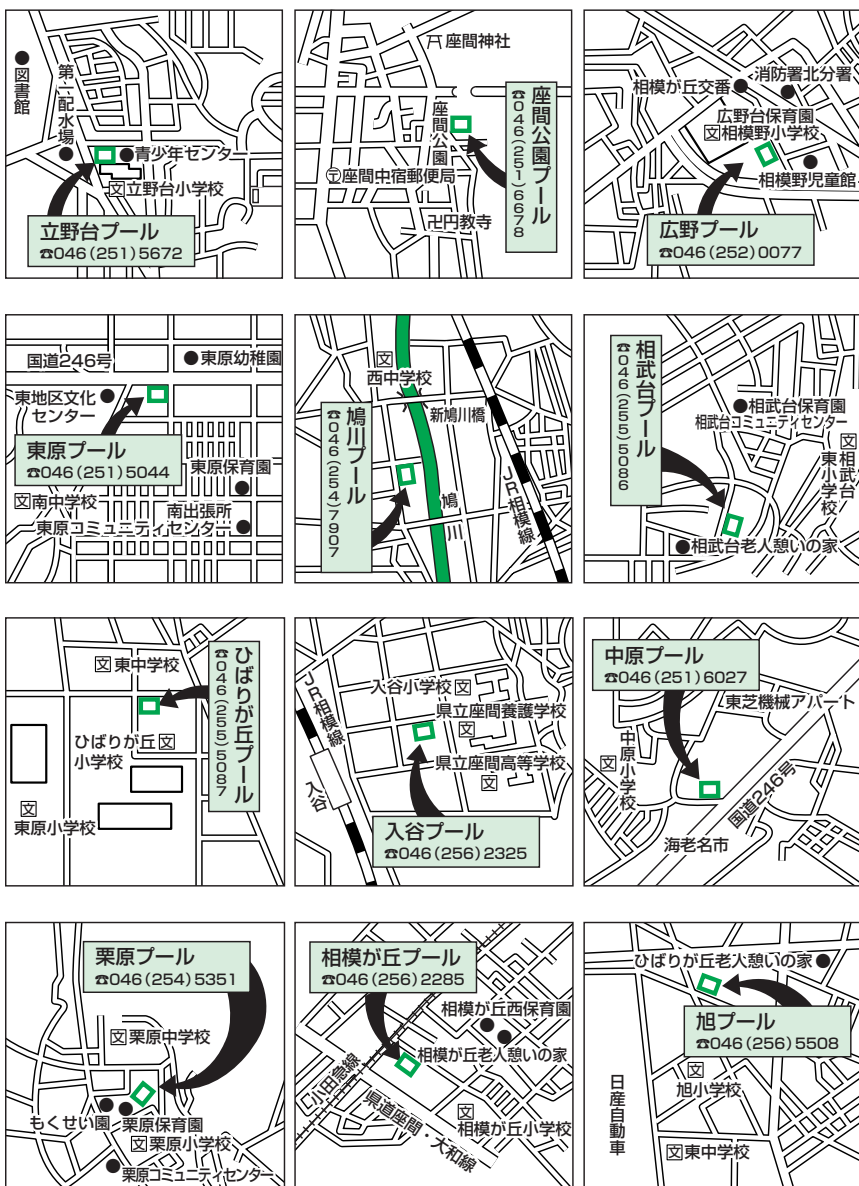 図書館
第一配水場
青少年センター
文立野台小学校
立野台プール
☎046(251)5672
座間神社
座間公園
〒座間中宿郵便局
卍円教寺
座間公園プール
☎046(251)6678
消防署北分署
相模が丘交番
広野台保育園
文相模野小学校
相模野児童館
広野プール
☎046(252)0077
国道246号
東原幼稚園
東地区文化
センター
東原プール
☎046(251)5044
東原保育園
文南中学校
南出張所
東原コミュニティセンター
文
西中学校
新鳩川橋
鳩川プール
☎046(254)7907
鳩川
JR相模線
相武台プール
☎046(255)5086
相武台保育園
相武台コミュニティセンター
文相武台
東小学校
相武台老人憩いの家
文東中学校
ひばりが丘プール
☎046(255)5087
ひばりが丘文
小学校
文
東原小学校
JR相模線
入谷
入谷小学校文
県立座間養護学校
文
県立座間高等学校
文
入谷プール
☎046(256)2325
中原プール
☎046(251)6027
東芝機械アパート
文中原小学校
国道246号
海老名市
栗原プール
☎046(254)5351
文栗原中学校
もくせい園
栗原保育園
文栗原小学校
栗原コミュニティセンター
相模が丘プール
☎046(256)2285
相模が丘西保育園
相模が丘老人憩いの家
小田急線
県道座間・大和線
文
相模が丘小学校
ひばりが丘老人憩いの家
旭プール
☎046(256)5508
文
旭小学校
日産自動車
文東中学校